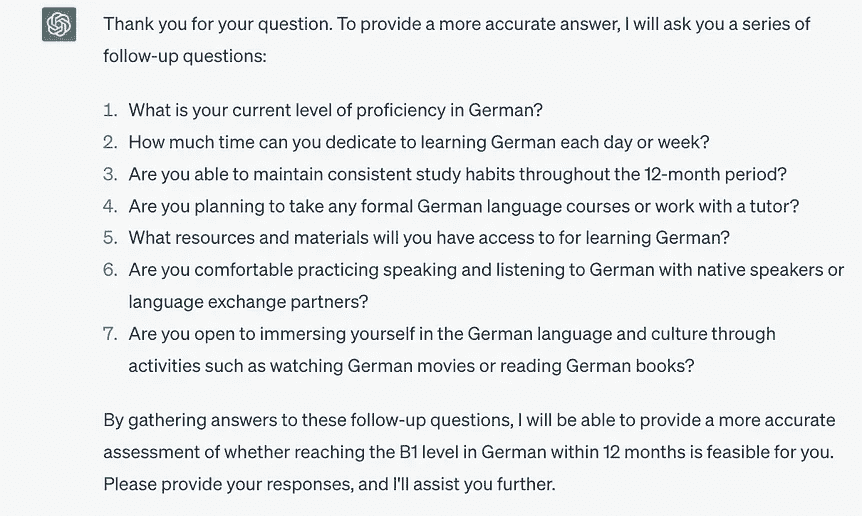 Thank you for your question. To provide a more accurate answer, I will ask you a series of
follow-up questions:
1. What is your current level of proficiency in German?
2. How much time can you dedicate to learning German each day or week?
3. Are you able to maintain consistent study habits throughout the 12-month period?
4. Are you planning to take any formal German language courses or work with a tutor?
5. What resources and materials will you have access to for learning German?
6. Are you comfortable practicing speaking and listening to German with native speakers or
language exchange partners?
7. Are you open to immersing yourself in the German language and culture through
activities such as watching German movies or reading German books?
By gathering answers to these follow-up questions, I will be able to provide a more accurate
assessment of whether reaching the B1 level in German within 12 months is feasible for you.
Please provide your responses, and I'll assist you further.